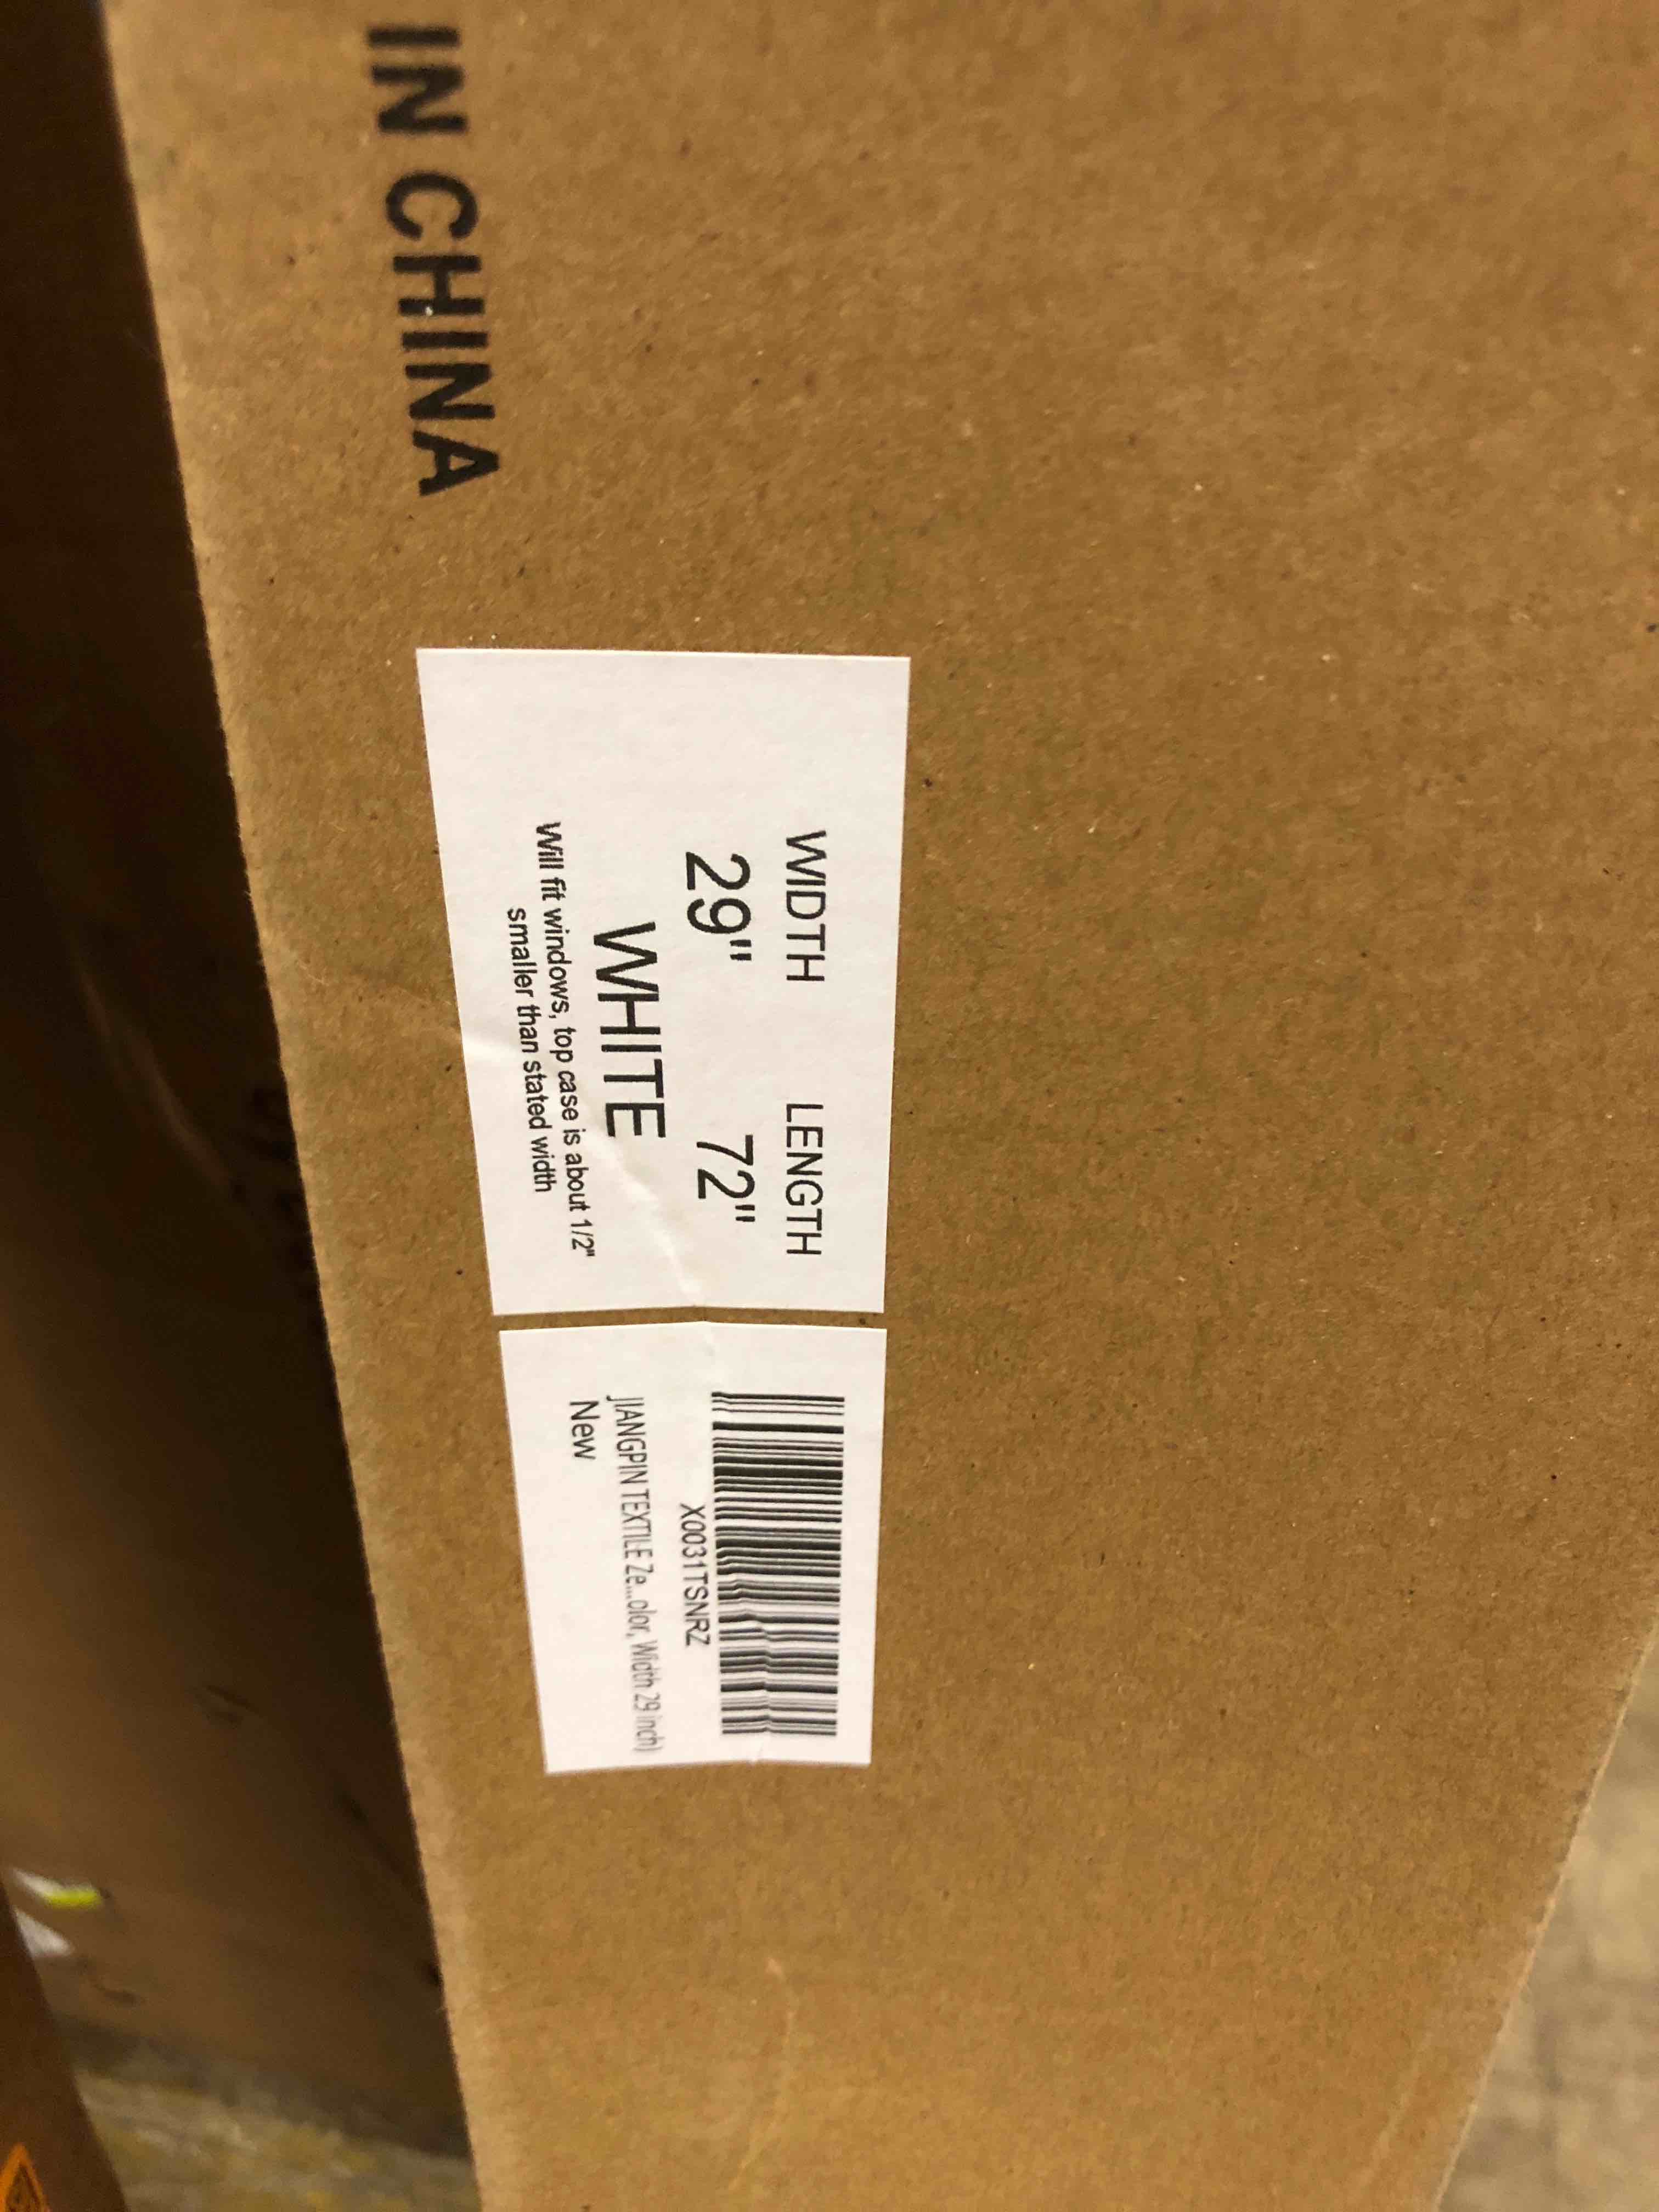 IN CHINA
WIDTH LENGTH
29" 72"
WHITE
Will fit windows, top case is about 1/2"
smaller than stated width
X0031TSNRZ
JIANGPIN TEXTILE Ze...olor, Width 29 inch)
New